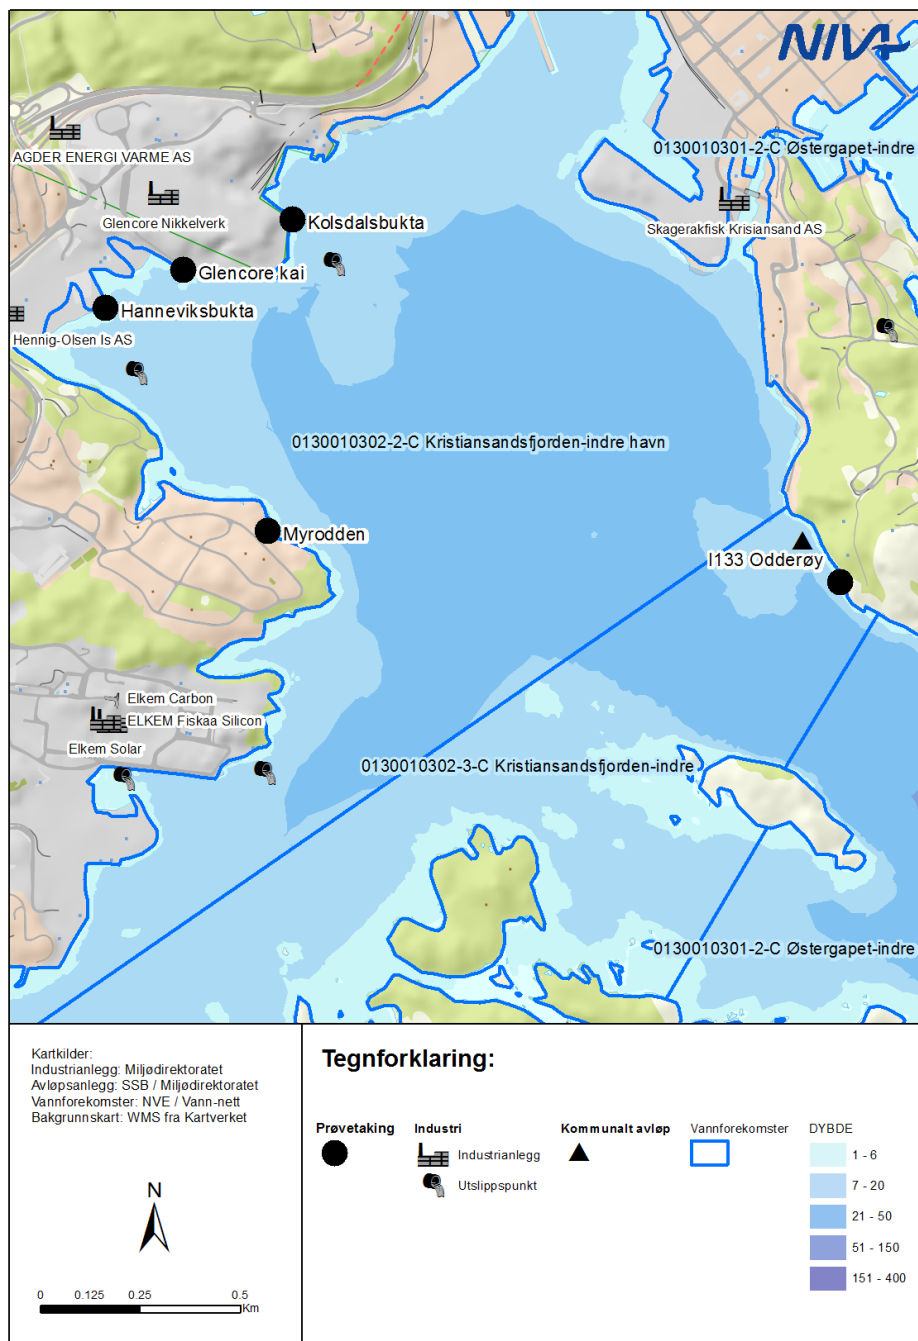 NIVA
0130010301-2-C Østergapet-indre
AGDER ENERGI VARME AS
Glencore Nikkelverk
Kolsdalsbukta
Skagerakfisk Krisiansand AS
Glencore kai
Hanneviksbukta
Hennig-Olsen Is AS
0130010302-2-C Kristiansandsfjorden-indre havn
Myrodden
I133 Odderøy
Elkem Carbon
ELKEM Fiskaa Silicon
Elkem Solar
0130010302-3-C Kristiansandsfjorden-indre
0130010301-2-C Østergapet-indre
Kartkilder:
Industrianlegg: Miljødirektoratet
Avløpsanlegg: SSB / Miljødirektoratet
Vannforekomster: NVE / Vann-nett
Bakgrunnskart: WMS fra Kartverket
N
0 0.125 0.25 0.5
Km
Tegnforklaring:
Prøvetaking Industri Kommunalt avløp Vannforekomster DYBDE
Industrianlegg
Utslippspunkt
1 - 6
7 - 20
21 - 50
51 - 150
151 - 400